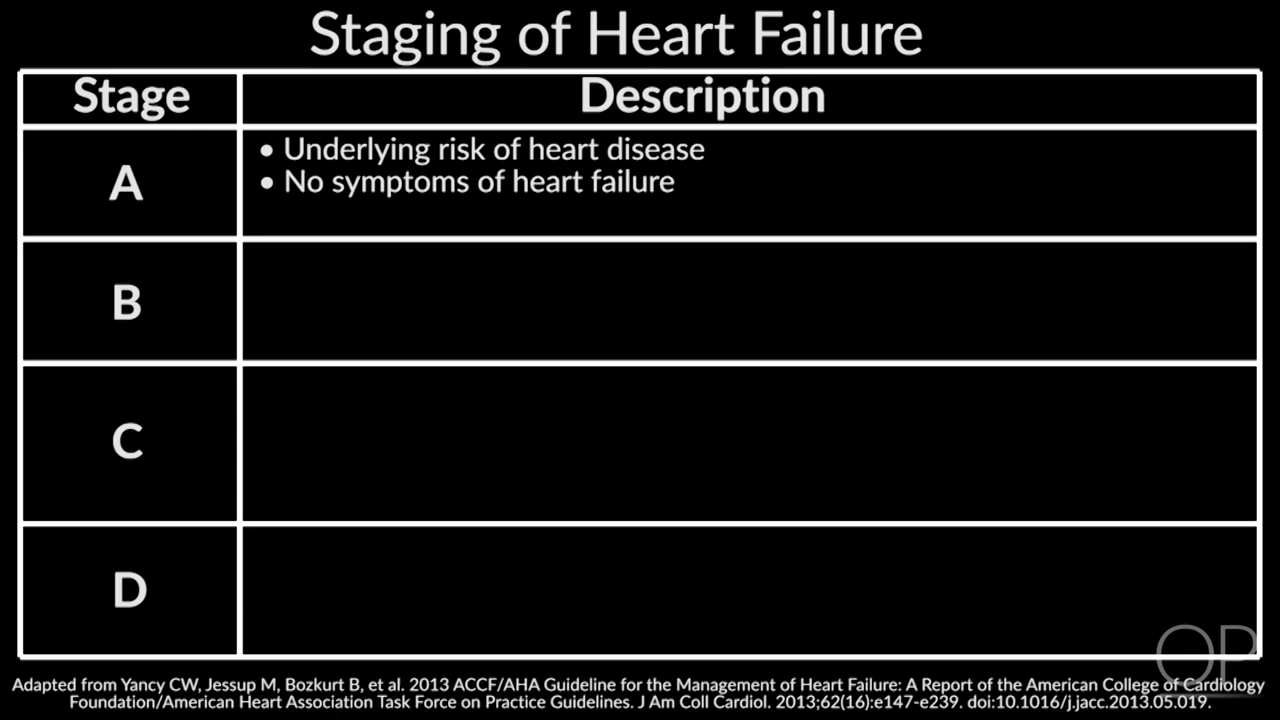 Staging of Heart Failure
Stage
Description
A
• Underlying risk of heart disease
• No symptoms of heart failure
B
C
D
OP
Adapted from Yancy CW, Jessup M, Bozkurt B, et al. 2013 ACCF/AHA Guideline for the Management of Heart Failure: A Report of the American College of Cardiology
Foundation/American Heart Association Task Force on Practice Guidelines. J Am Coll Cardiol. 2013;62(16):e147-e239. doi:10.1016/j.jacc.2013.05.019.